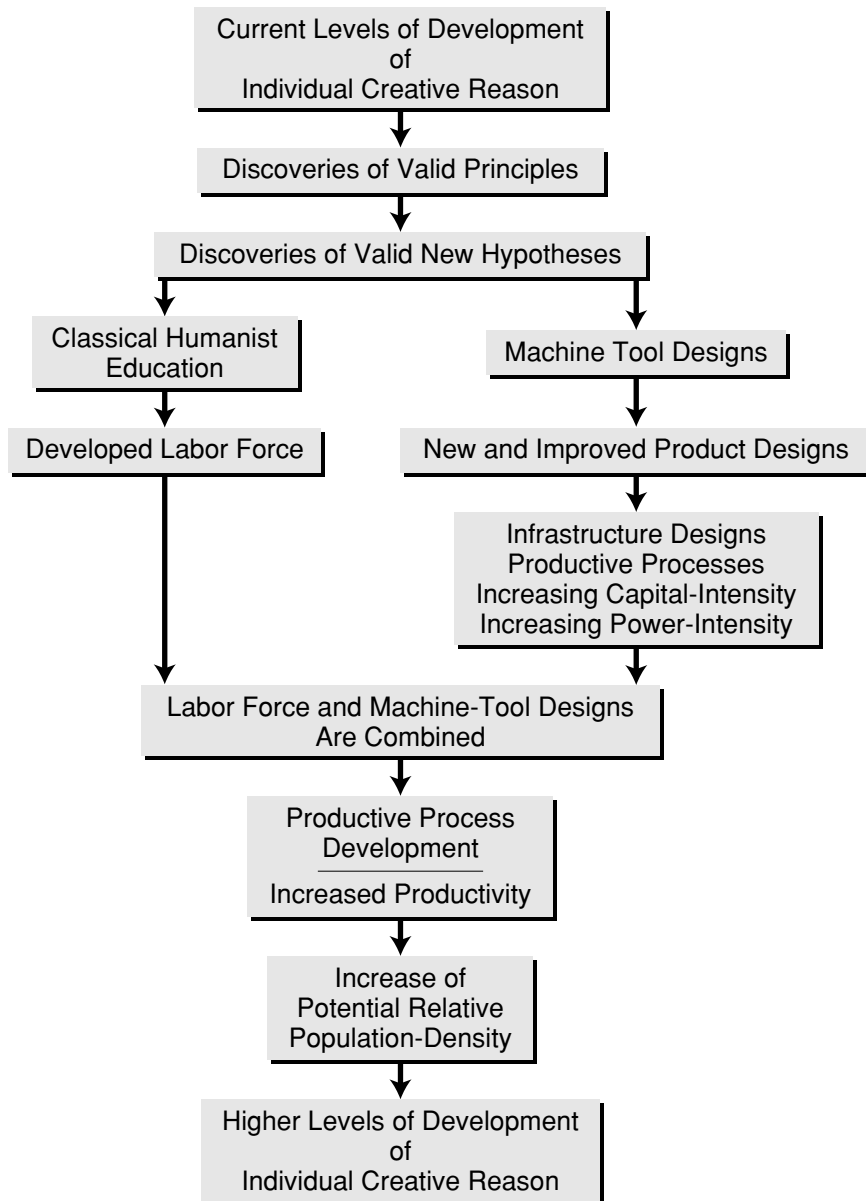 Current Levels of Development
of
Individual Creative Reason
Discoveries of Valid Principles
Discoveries of Valid New Hypotheses
Classical Humanist
Education
Machine Tool Designs
Developed Labor Force
New and Improved Product Designs
Infrastructure Designs
Productive Processes
Increasing Capital-Intensity
Increasing Power-Intensity
Labor Force and Machine-Tool Designs
Are Combined
Productive Process
Development
Increased Productivity
Increase of
Potential Relative
Population-Density
Higher Levels of Development
of
Individual Creative Reason